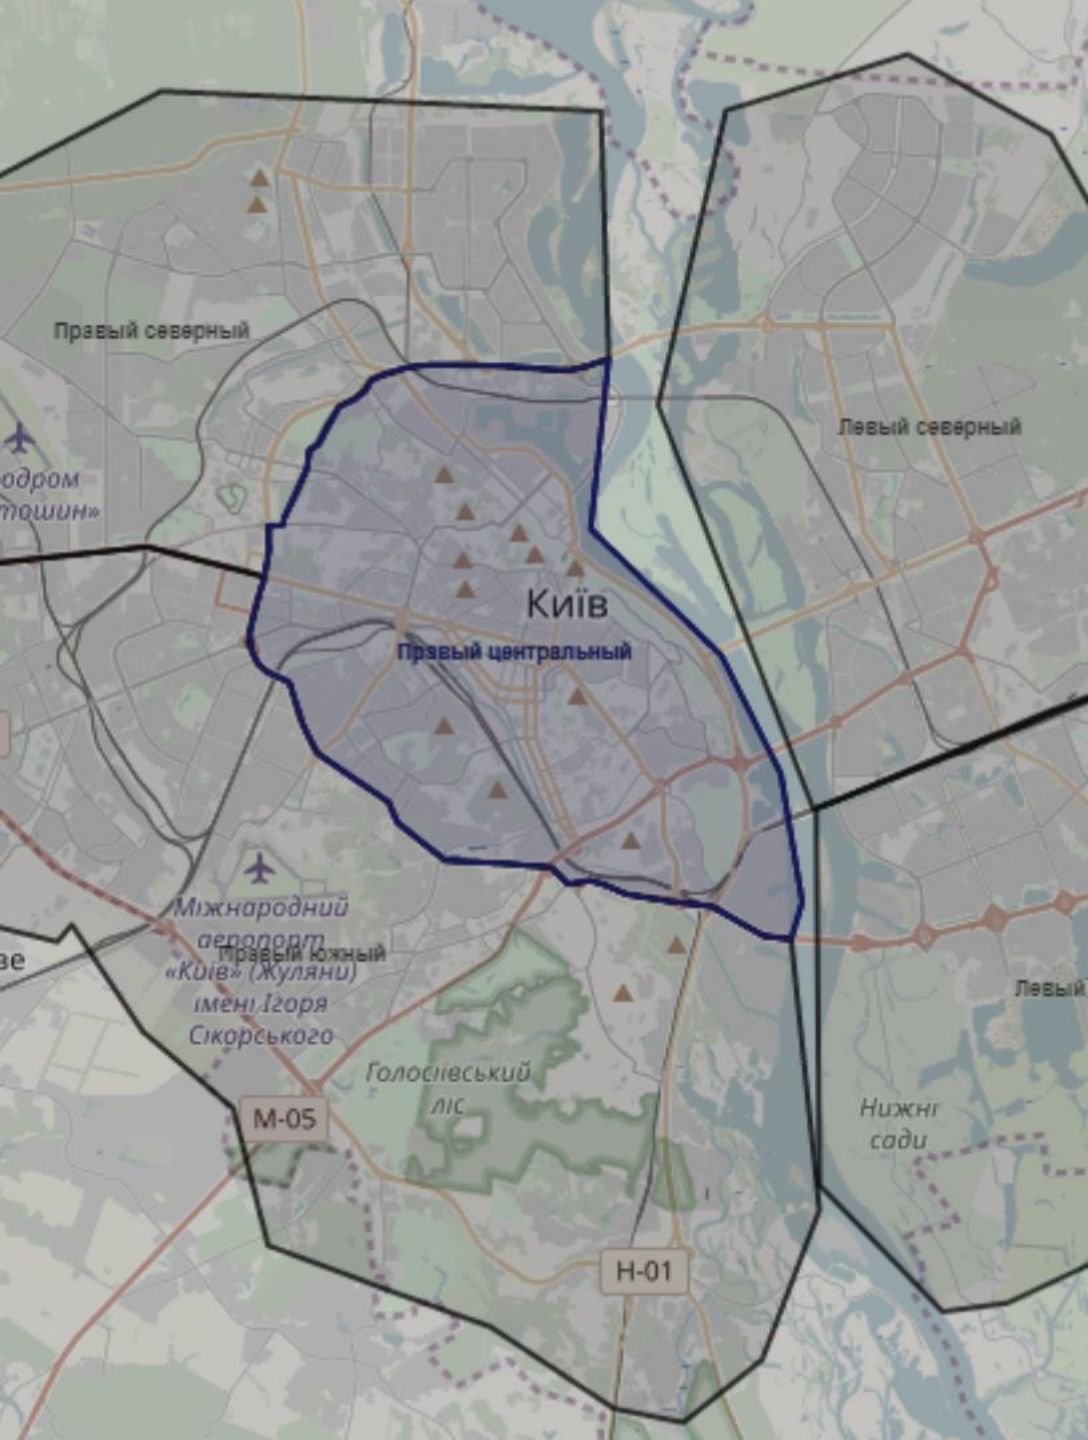 Правый северный
Левый северный
одром
тошин»
Київ
Правый центральный
Міжнародний
аеропорт
Правый южный
«Київ» (Жуляни)
імені Ігоря
Сікорського
зе
Левый
Голосіївський
ліс
М-05
Нижні
сади
Н-01